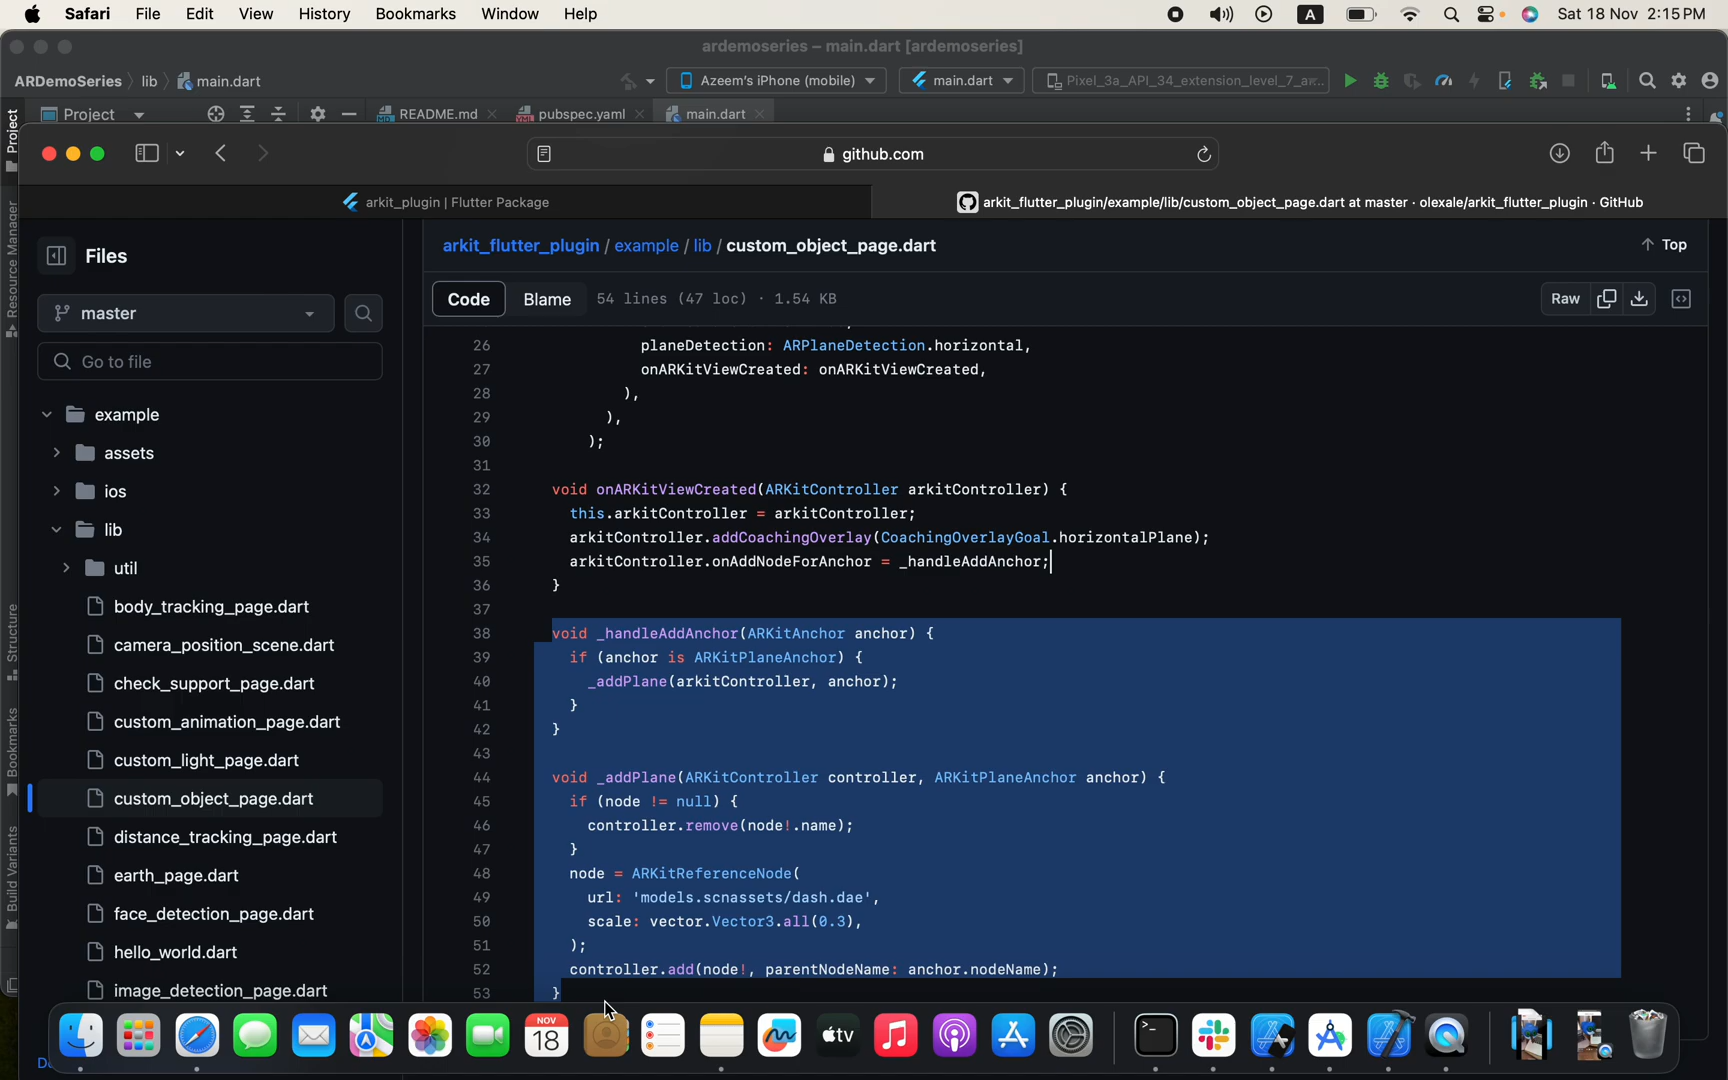 Safari File Edit View History Bookmarks Window Help A Sat 18 Nov 2:15 PM
ardemoseries – main.dart [ardemoseries]
ARDemoSeries lib main.dart Azeem's iPhone (mobile) main.dart Pixel_3a_API_34_extension_level_7_ar...
Project README.md pubspec.yaml main.dart
Project
Resource Manager
Structure
Bookmarks
Build Variants
github.com
arkit_plugin | Flutter Package
arkit_flutter_plugin/example/lib/custom_object_page.dart at master · olexale/arkit_flutter_plugin · GitHub
Files
master
Go to file
example
assets
ios
lib
util
body_tracking_page.dart
camera_position_scene.dart
check_support_page.dart
custom_animation_page.dart
custom_light_page.dart
custom_object_page.dart
distance_tracking_page.dart
earth_page.dart
face_detection_page.dart
hello_world.dart
image_detection_page.dart
arkit_flutter_plugin / example / lib / custom_object_page.dart
Top
Code Blame 54 lines (47 loc) · 1.54 KB Raw
26 planeDetection: ARPlaneDetection.horizontal,
27 onARKitViewCreated: onARKitViewCreated,
28 ),
29 ),
30 );
31
32 void onARKitViewCreated(ARKitController arkitController) {
33 this.arkitController = arkitController;
34 arkitController.addCoachingOverlay(CoachingOverlayGoal.horizontalPlane);
35 arkitController.onAddNodeForAnchor = _handleAddAnchor;
36 }
37
38 void _handleAddAnchor(ARKitAnchor anchor) {
39 if (anchor is ARKitPlaneAnchor) {
40 _addPlane(arkitController, anchor);
41 }
42 }
43
44 void _addPlane(ARKitController controller, ARKitPlaneAnchor anchor) {
45 if (node != null) {
46 controller.remove(node!.name);
47 }
48 node = ARKitReferenceNode(
49 url: 'models.scnassets/dash.dae',
50 scale: vector.Vector3.all(0.3),
51 );
52 controller.add(node!, parentNodeName: anchor.nodeName);
53 }
NOV
18
tv